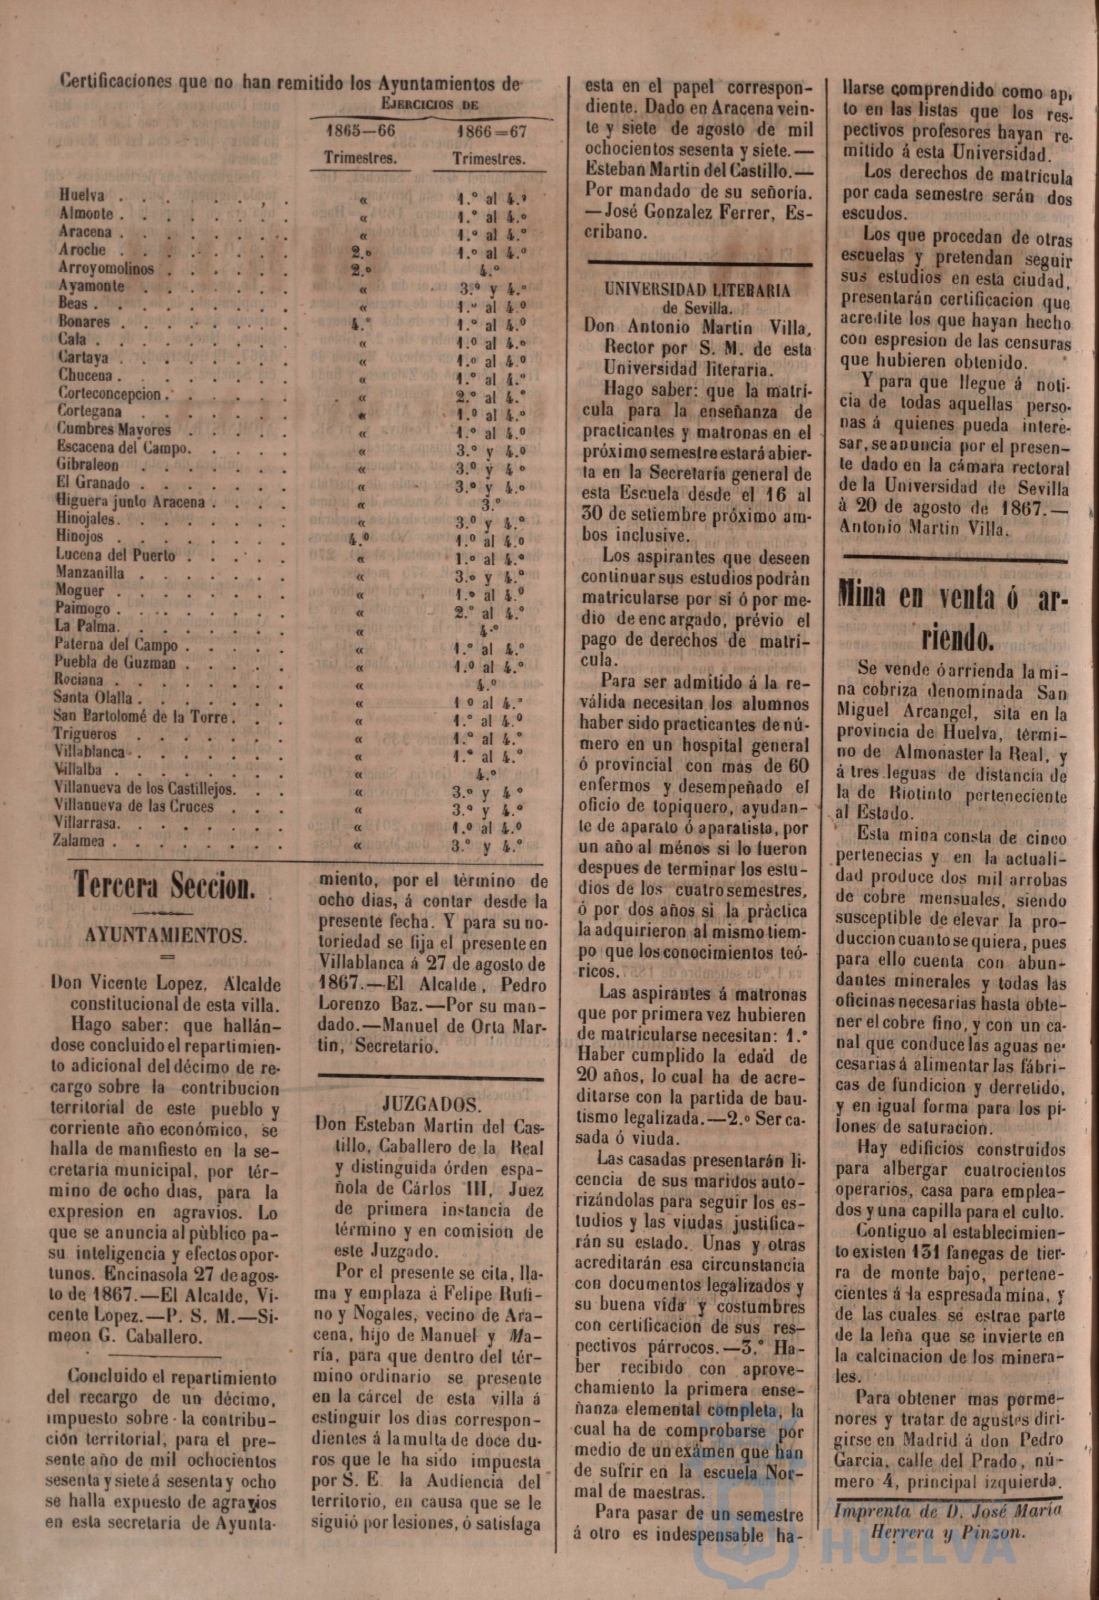 Certificaciones que no han remitido los Ayuntamientos de
EJERCICIOS DE
1865—66 1866=67
Trimestres. Trimestres.
Huelva . . . . . . . . « 1.º al 4.º
Almonte . . . . . . . . « 1.º al 4.º
Aracena . . . . . . . . « 1.º al 4.º
Aroche . . . . . . . . 2.º 1.º al 4.º
Arroyomolinos . . . . . . 2.º 4.º
Ayamonte . . . . . . . « 3.º y 4.º
Beas . . . . . . . . « 1.º al 4.º
Bonares . . . . . . . . 4.º 1.º al 4.º
Cala . . . . . . . . « 1.º al 4.º
Cartaya . . . . . . . . « 1.º al 4.º
Chucena . . . . . . . . « 1.º al 4.º
Corteconcepcion . . . . . . « 2.º al 4.º
Cortegana . . . . . . . « 1.º al 4.º
Cumbres Mayores . . . . . « 1.º al 4.º
Escacena del Campo. . . . . « 3.º y 4.º
Gibraleon . . . . . . . « 3.º y 4º
El Granado . . . . . . . « 3.º y 4.º
Higuera junto Aracena . . . . « 3.º
Hinojales. . . . . . . . « 3.º y 4.º
Hinojos . . . . . . . . 4.º 1.º al 4.º
Lucena del Puerto . . . . . « 1.º al 4.º
Manzanilla . . . . . . . « 3.º y 4.º
Moguer . . . . . . . . « 1.º al 4.º
Paimogo . . . . . . . . « 2.º al 4.º
La Palma. . . . . . . . « 4.º
Paterna del Campo . . . . . « 1.º al 4.º
Puebla de Guzman . . . . . « 1.º al 4.º
Rociana . . . . . . . . « 4.º
Santa Olalla . . . . . . . « 1º al 4.º
San Bartolomé de la Torre . . . « 1.º al 4.º
Trigueros . . . . . . . « 1.º al 4.º
Villablanca . . . . . . . « 1.º al 4.º
Villalba . . . . . . . . « 4.º
Villanueva de los Castillejos. . . « 3.º y 4º
Villanueva de las Cruces . . . « 3.º y 4.º
Villarrasa. . . . . . . . « 1.º al 4.º
Zalamea . . . . . . . . « 3.º y 4.º
Tercera Seccion.
AYUNTAMIENTOS.
Don Vicente Lopez, Alcalde
constitucional de esta villa.
Hago saber: que hallán-
dose concluido el repartimien-
to adicional del décimo de re-
cargo sobre la contribucion
territorial de este pueblo y
corriente año económico, se
halla de manifiesto en la se-
cretaria municipal, por tér-
mino de ocho dias, para la
expresion en agravios. Lo
que se anuncia al público pa-
su inteligencia y efectos opor-
tunos. Encinasola 27 de agos-
to de 1867.—El Alcalde, Vi-
cente Lopez.—P. S. M.—Si-
meon G. Caballero.
Concluido el repartimiento
del recargo de un décimo,
impuesto sobre la contribu-
ción territorial, para el pre-
sente año de mil ochocientos
sesenta y siete á sesenta y ocho
se halla expuesto de agravios
en esta secretaria de Ayunta-
miento, por el término de
ocho dias, á contar desde la
presente fecha. Y para su no-
toriedad se fija el presente en
Villablanca á 27 de agosto de
1867.—El Alcalde, Pedro
Lorenzo Baz.—Por su man-
dado.—Manuel de Orta Mar-
tin, Secretario.
JUZGADOS.
Don Esteban Martin del Cas-
tillo, Caballero de la Real
y distinguida órden espa-
ñola de Cárlos III, Juez
de primera instancia de
término y en comision de
este Juzgado.
Por el presente se cita, lla-
ma y emplaza á Felipe Rufi-
no y Nogales, vecino de Ara-
cena, hijo de Manuel y Ma-
ría, para que dentro del tér-
mino ordinario se presente
en la cárcel de esta villa á
estinguir los dias correspon-
dientes á la multa de doce du-
ros que le ha sido impuesta
por S. E. la Audiencia del
territorio, en causa que se le
siguió por lesiones, ó satisfaga
esta en el papel correspon-
diente. Dado en Aracena vein-
te y siete de agosto de mil
ochocientos sesenta y siete.—
Esteban Martin del Castillo.—
Por mandado de su señoría.
—José Gonzalez Ferrer, Es-
cribano.
UNIVERSIDAD LITERARIA
de Sevilla.
Don Antonio Martin Villa,
Rector por S. M. de esta
Universidad literaria.
Hago saber: que la matrí-
cula para la enseñanza de
practicantes y matronas en el
próximo semestre estará abier-
ta en la Secretaría general de
esta Escuela desde el 16 al
30 de setiembre próximo am-
bos inclusive.
Los aspirantes que deseen
continuar sus estudios podrán
matricularse por si ó por me-
dio de encargado, prévio el
pago de derechos de matrí-
cula.
Para ser admitido á la re-
válida necesitan los alumnos
haber sido practicantes de nú-
mero en un hospital general
ó provincial con mas de 60
enfermos y desempeñado el
oficio de topiquero, ayudan-
te de aparato ó aparatista, por
un año al ménos si lo fueron
despues de terminar los estu-
dios de los cuatro semestres,
ó por dos años si la práctica
la adquirieron al mismo tiem-
po que los conocimientos teó-
ricos.
Las aspirantes á matronas
que por primera vez hubieren
de matricularse necesitan: 1.º
Haber cumplido la edad de
20 años, lo cual ha de acre-
ditarse con la partida de bau-
tismo legalizada.—2.º Ser ca-
sada ó viuda.
Las casadas presentarán li-
cencia de sus maridos auto-
rizándolas para seguir los es-
tudios y las viudas justifica-
rán su estado. Unas y otras
acreditarán esa circunstancia
con documentos legalizados y
su buena vida y costumbres
con certificación de sus res-
pectivos párrocos.—3.º Ha-
ber recibido con aprove-
chamiento la primera ense-
ñanza elemental completa, la
cual ha de comprobarse por
medio de un exámen que han
de sufrir en la escuela Nor-
mal de maestras.
Para pasar de un semestre
á otro es indespensable ha-
llarse comprendido como ap-
to en las listas que los res-
pectivos profesores hayan re-
mitido á esta Universidad.
Los derechos de matrícula
por cada semestre serán dos
escudos.
Los que procedan de otras
escuelas y pretendan seguir
sus estudios en esta ciudad,
presentarán certificacion que
acredite los que hayan hecho
con espresion de las censuras
que hubieren obtenido.
Y para que llegue á noti-
cia de todas aquellas perso-
nas á quienes pueda intere-
sar, se anuncia por el presen-
te dado en la cámara rectoral
de la Universidad de Sevilla
á 20 de agosto de 1867.—
Antonio Martin Villa.
Mina en venta ó ar-
riendo.
Se vende ó arrienda la mi-
na cobriza denominada San
Miguel Arcangel, sita en la
provincia de Huelva, térmi-
no de Almonaster la Real, y
á tres leguas de distancia de
la de Riotinto perteneciente
al Estado.
Esta mina consta de cinco
pertenecias y en la actuali-
dad produce dos mil arrobas
de cobre mensuales, siendo
susceptible de elevar la pro-
duccion cuanto se quiera, pues
para ello cuenta con abun-
dantes minerales y todas las
oficinas necesarias hasta obte-
ner el cobre fino, y con un ca-
nal que conduce las aguas ne-
cesarias á alimentar las fábri-
cas de fundicion y derretido,
y en igual forma para los pi-
lones de saturacion.
Hay edificios construidos
para albergar cuatrocientos
operarios, casa para emplea-
dos y una capilla para el culto.
Contiguo al establecimien-
to existen 131 fanegas de tier-
ra de monte bajo, pertene-
cientes á la espresada mina, y
de las cuales se estrae parte
de la leña que se invierte en
la calcinacion de los minera-
les.
Para obtener mas porme-
nores y tratar de agustes diri-
girse en Madrid á don Pedro
Garcia, calle del Prado, nú-
mero 4, principal izquierda.
Imprenta de D. José María
Herrera y Pinzon.
HUELVA